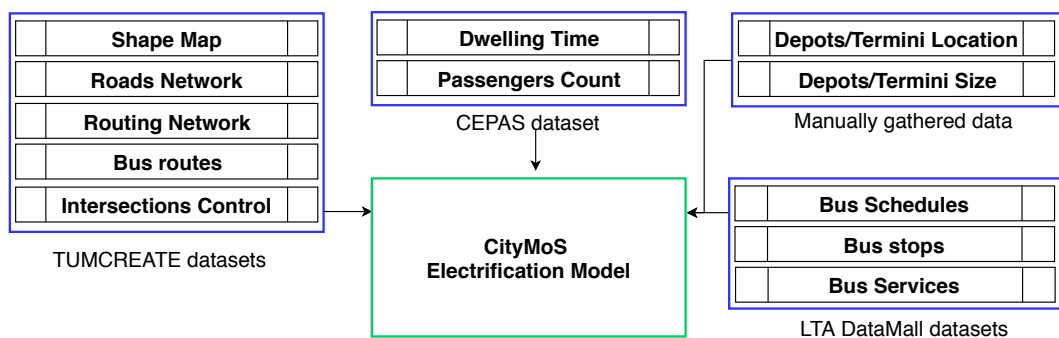 Shape Map
Roads Network
Routing Network
Bus routes
Intersections Control
TUMCREATE datasets
Dwelling Time
Passengers Count
CEPAS dataset
Depots/Termini Location
Depots/Termini Size
Manually gathered data
CityMoS
Electrification Model
Bus Schedules
Bus stops
Bus Services
LTA DataMall datasets